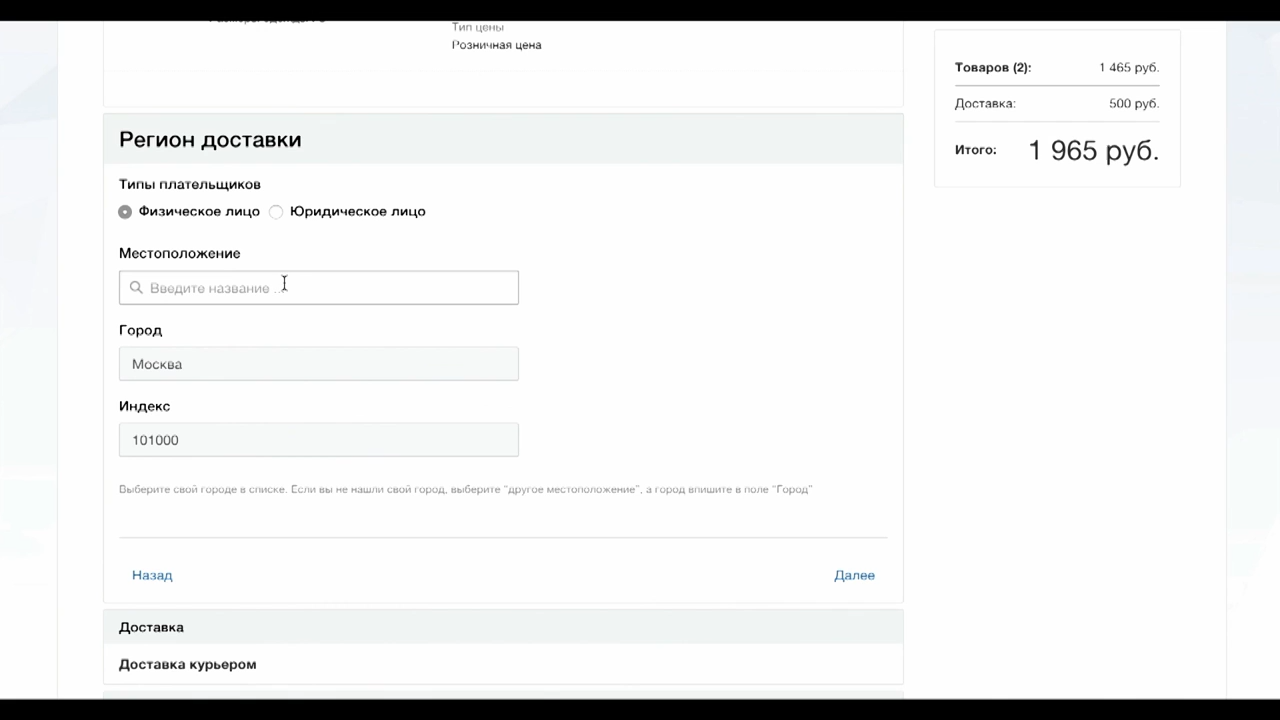 Тип цены
Розничная цена
Товаров (2): 1 465 руб.
Доставка: 500 руб.
Итого: 1 965 руб.
Регион доставки
Типы плательщиков
Физическое лицо Юридическое лицо
Местоположение
Введите название ...
Город
Москва
Индекс
101000
Выберите свой городе в списке. Если вы не нашли свой город, выберите "другое местоположение", а город впишите в поле "Город"
Назад Далее
Доставка
Доставка курьером